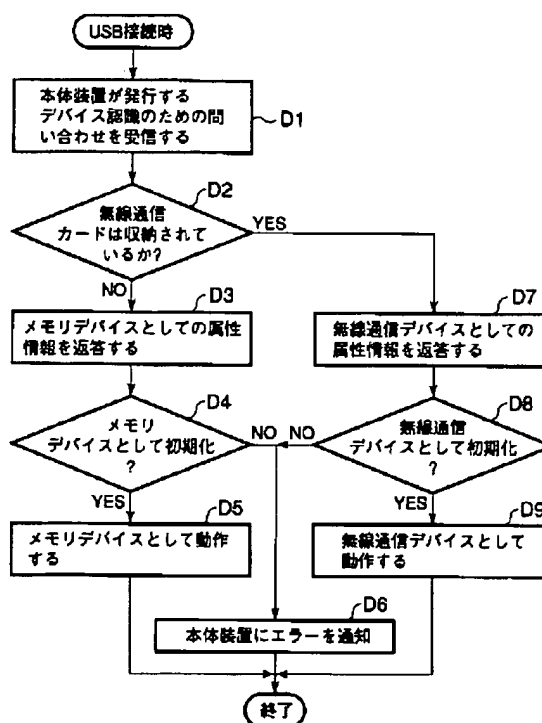 USB接続時
本体装置が発行する
デバイス認識のための問
い合わせを受信する
D1
D2
無線通信
カードは収納されて
いるか?
YES
NO
D3
メモリデバイスとしての属性
情報を返答する
D7
無線通信デバイスとしての
属性情報を返答する
D4
メモリ
デバイスとして初期化
?
NO
NO
D8
無線通信
デバイスとして初期化
?
YES
D5
メモリデバイスとして動作
する
YES
D9
無線通信デバイスとして
動作する
D6
本体装置にエラーを通知
終了